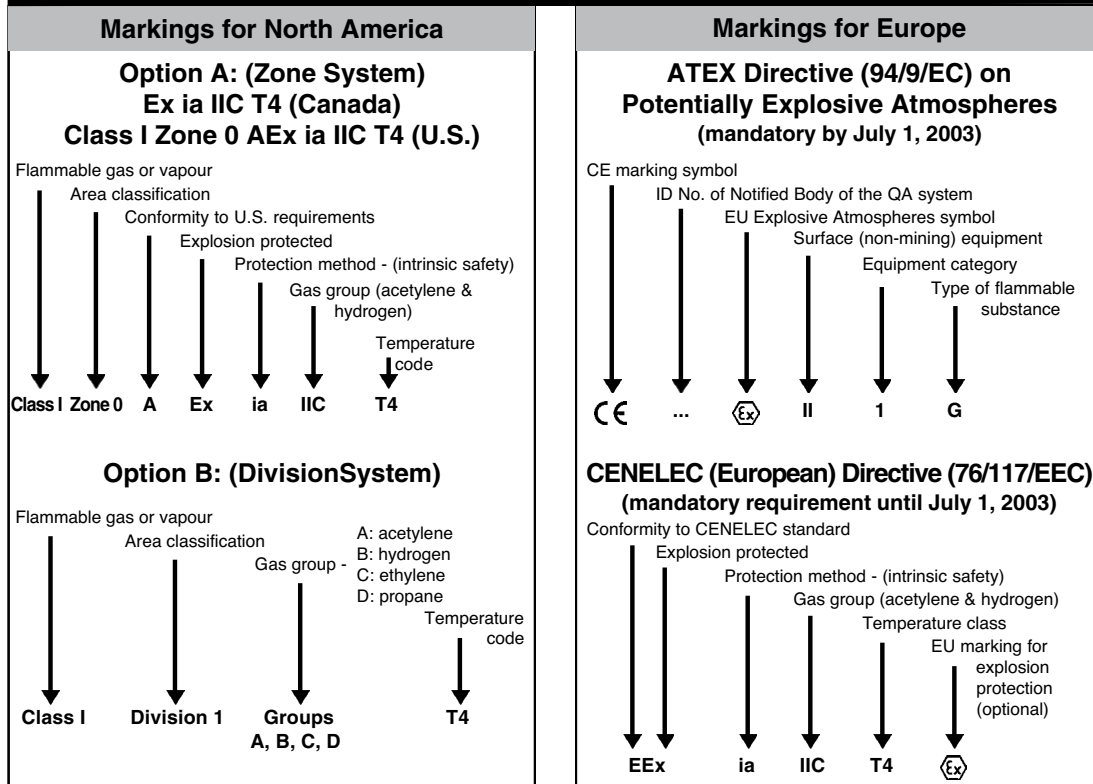 Markings for North America
Option A: (Zone System)
Ex ia IIC T4 (Canada)
Class I Zone 0 AEx ia IIC T4 (U.S.)
Flammable gas or vapour
Area classification
Conformity to U.S. requirements
Explosion protected
Protection method - (intrinsic safety)
Gas group (acetylene &
hydrogen)
Temperature
code
Class I Zone 0 A Ex ia IIC T4
Option B: (DivisionSystem)
Flammable gas or vapour
Area classification
Gas group -
A: acetylene
B: hydrogen
C: ethylene
D: propane
Temperature
code
Class I Division 1 Groups T4
A, B, C, D
Markings for Europe
ATEX Directive (94/9/EC) on
Potentially Explosive Atmospheres
(mandatory by July 1, 2003)
CE marking symbol
ID No. of Notified Body of the QA system
EU Explosive Atmospheres symbol
Surface (non-mining) equipment
Equipment category
Type of flammable
substance
CE ... Ex II 1 G
CENELEC (European) Directive (76/117/EEC)
(mandatory requirement until July 1, 2003)
Conformity to CENELEC standard
Explosion protected
Protection method - (intrinsic safety)
Gas group (acetylene & hydrogen)
Temperature class
EU marking for
explosion
protection
(optional)
EEx ia IIC T4 Ex